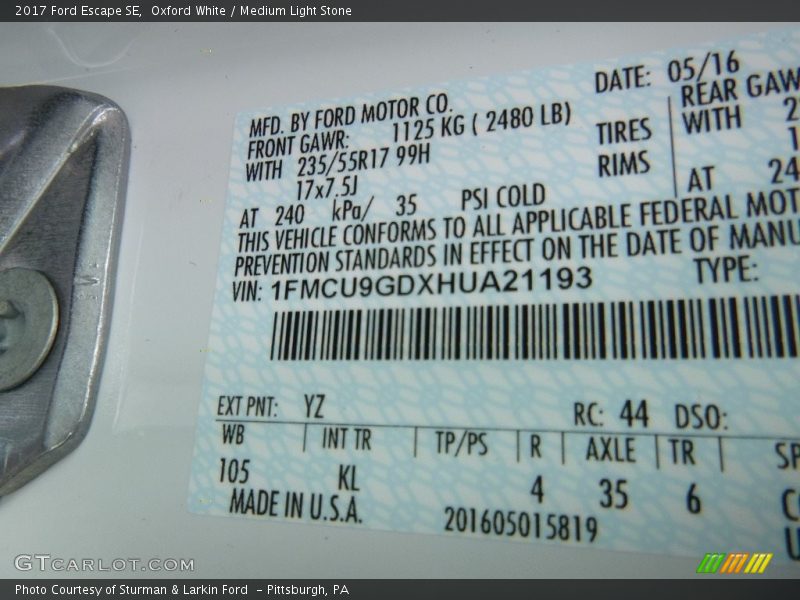 2017 Ford Escape SE,  Oxford White / Medium Light Stone
DATE: 05/16
MFD. BY FORD MOTOR CO.
REAR GAW
FRONT GAWR: 1125 KG ( 2480 LB)
WITH 235/55R17 99H TIRES WITH 2
17x7.5J RIMS 1
AT 240 kPa/ 35 PSI COLD AT 24
THIS VEHICLE CONFORMS TO ALL APPLICABLE FEDERAL MOT
PREVENTION STANDARDS IN EFFECT ON THE DATE OF MANU
VIN: 1FMCU9GDXHUA21193 TYPE:
EXT PNT: YZ RC: 44 DSO:
WB INT TR TP/PS R AXLE TR SP
105 KL 4 35 6 C
MADE IN U.S.A. 201605015819 U
GTCARLOT.COM
Photo Courtesy of Sturman & Larkin Ford  - Pittsburgh, PA